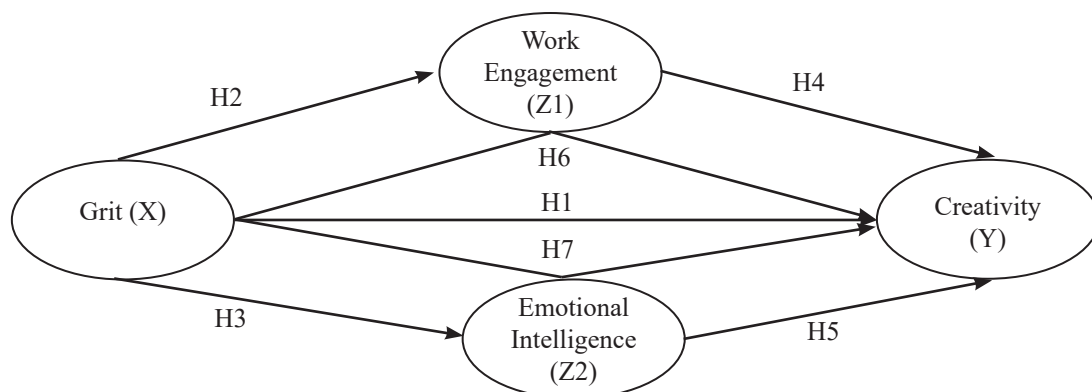 Work
Engagement
(Z1)
H2
H4
H6
Grit (X)
H1
Creativity
(Y)
H7
Emotional
Intelligence
(Z2)
H3
H5